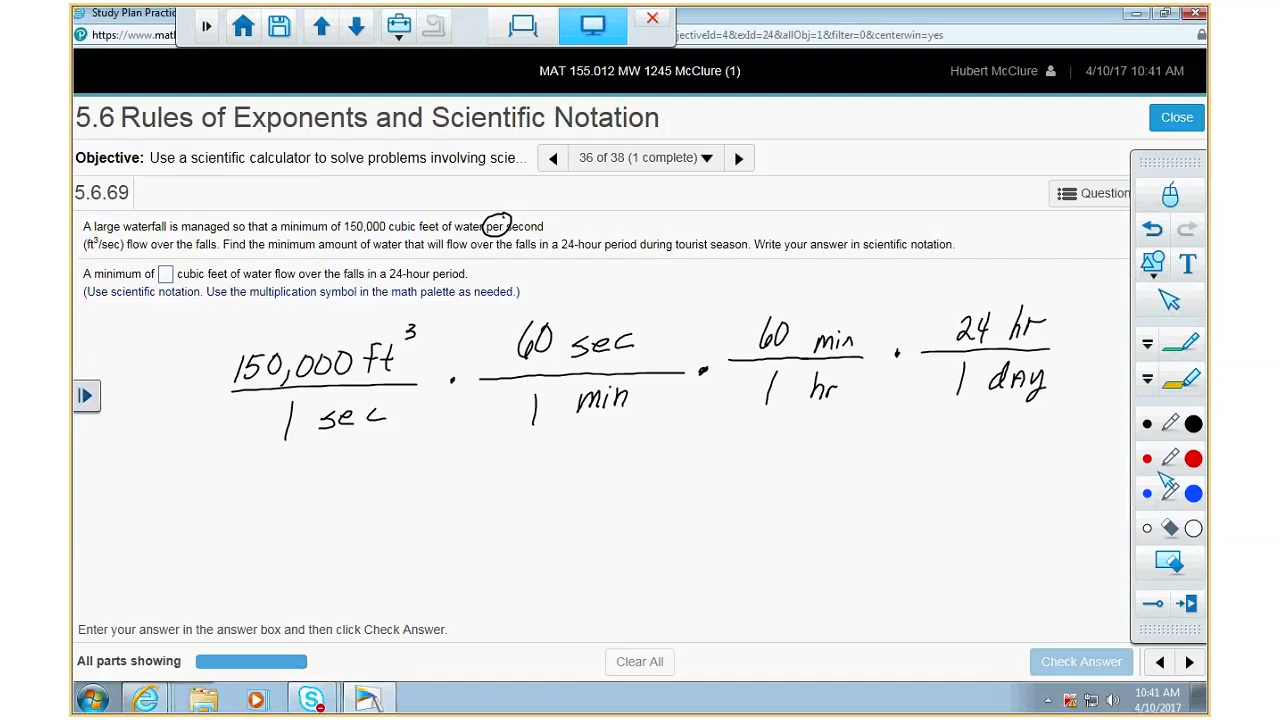 Study Plan Practic
https://www.mat
jectiveId=4&exId=24&allObj=1&filter=0&centerwin=yes
MAT 155.012 MW 1245 McClure (1)
Hubert McClure | 4/10/17 10:41 AM
5.6 Rules of Exponents and Scientific Notation
Close
Objective: Use a scientific calculator to solve problems involving scie...
36 of 38 (1 complete)
5.6.69
Question
A large waterfall is managed so that a minimum of 150,000 cubic feet of water per second
(ft³/sec) flow over the falls. Find the minimum amount of water that will flow over the falls in a 24-hour period during tourist season. Write your answer in scientific notation.
A minimum of cubic feet of water flow over the falls in a 24-hour period.
(Use scientific notation. Use the multiplication symbol in the math palette as needed.)
150,000 ft³ 60 sec 60 min 24 hr
1 sec · 1 min · 1 hr · 1 day
T
Enter your answer in the answer box and then click Check Answer.
All parts showing
Clear All
Check Answer
10:41 AM
4/10/2017